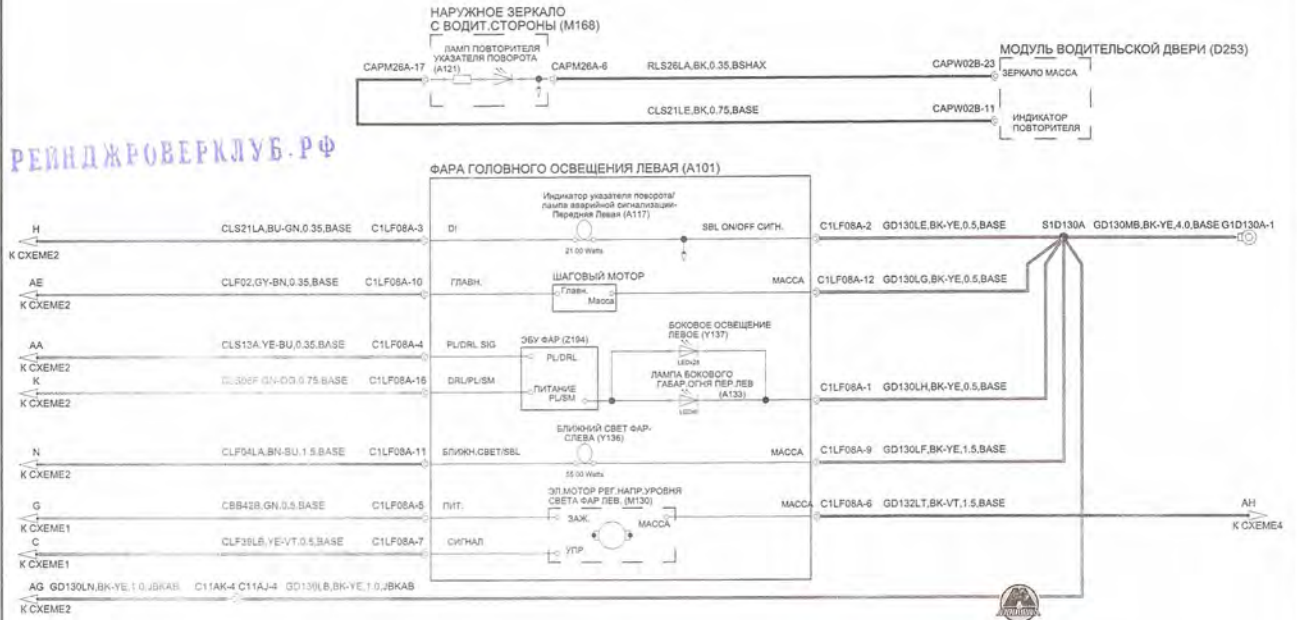 НАРУЖНОЕ ЗЕРКАЛО
С ВОДИТ.СТОРОНЫ (M168)
ЛАМП ПОВТОРИТЕЛЯ
УКАЗАТЕЛЯ ПОВОРОТА
(A121)
CAPM26A-17
CAPM26A-6
RLS26LA,BK,0.35,BSHAX
CAPW02B-23
МОДУЛЬ ВОДИТЕЛЬСКОЙ ДВЕРИ (D253)
ЗЕРКАЛО МАССА
CLS21LE,BK,0.75,BASE
CAPW02B-11
ИНДИКАТОР
ПОВТОРИТЕЛЯ
РЕЙНДЖРОВЕРКЛУБ.РФ
ФАРА ГОЛОВНОГО ОСВЕЩЕНИЯ ЛЕВАЯ (A101)
Индикатор указателя поворота/
лампа аварийной сигнализации-
Передняя Левая (A117)
21.00 Watts
H
К СХЕМЕ2
CLS21LA,BU-GN,0.35,BASE
C1LF08A-3
DI
SBL ON/OFF СИГН.
C1LF08A-2
GD130LE,BK-YE,0.5,BASE
S1D130A
GD130MB,BK-YE,4.0,BASE
G1D130A-1
AE
К СХЕМЕ2
CLF02,GY-BN,0.35,BASE
C1LF08A-10
ГЛАВН.
ШАГОВЫЙ МОТОР
Главн.
Масса
МАССА
C1LF08A-12
GD130LG,BK-YE,0.5,BASE
AA
К СХЕМЕ2
CLS13A,YE-BU,0.35,BASE
C1LF08A-4
PL/DRL SIG
ЭБУ ФАР (Z194)
PL/DRL
ПИТАНИЕ
PL/SM
БОКОВОЕ ОСВЕЩЕНИЕ
ЛЕВОЕ (Y137)
ЛАМПА БОКОВОГО
ГАБАР.ОГНЯ ПЕР.ЛЕВ
(A133)
K
К СХЕМЕ2
GN-OG,0.75,BASE
C1LF08A-16
DRL/PL/SM
C1LF08A-1
GD130LH,BK-YE,0.5,BASE
N
К СХЕМЕ2
CLF04LA,BN-BU,1.5,BASE
C1LF08A-11
БЛИЖН.СВЕТ/SBL
БЛИЖНИЙ СВЕТ ФАР-
СЛЕВА (Y136)
55.00 Watts
МАССА
C1LF08A-9
GD130LF,BK-YE,1.5,BASE
G
К СХЕМЕ1
CBB42B,GN,0.5,BASE
C1LF08A-5
ПИТ.
ЭЛ.МОТОР РЕГ.НАПР.УРОВНЯ
СВЕТА ФАР ЛЕВ. (M130)
ЗАЖ.
МАССА
УПР.
МАССА
C1LF08A-6
GD132LT,BK-VT,1.5,BASE
AH
К СХЕМЕ4
C
К СХЕМЕ1
CLF39LB,YE-VT,0.5,BASE
C1LF08A-7
СИГНАЛ
AG
К СХЕМЕ2
GD130LN,BK-YE,1.0,JBKAB
C11AK-4
C11AJ-4
GD130LB,BK-YE,1.0,JBKAB